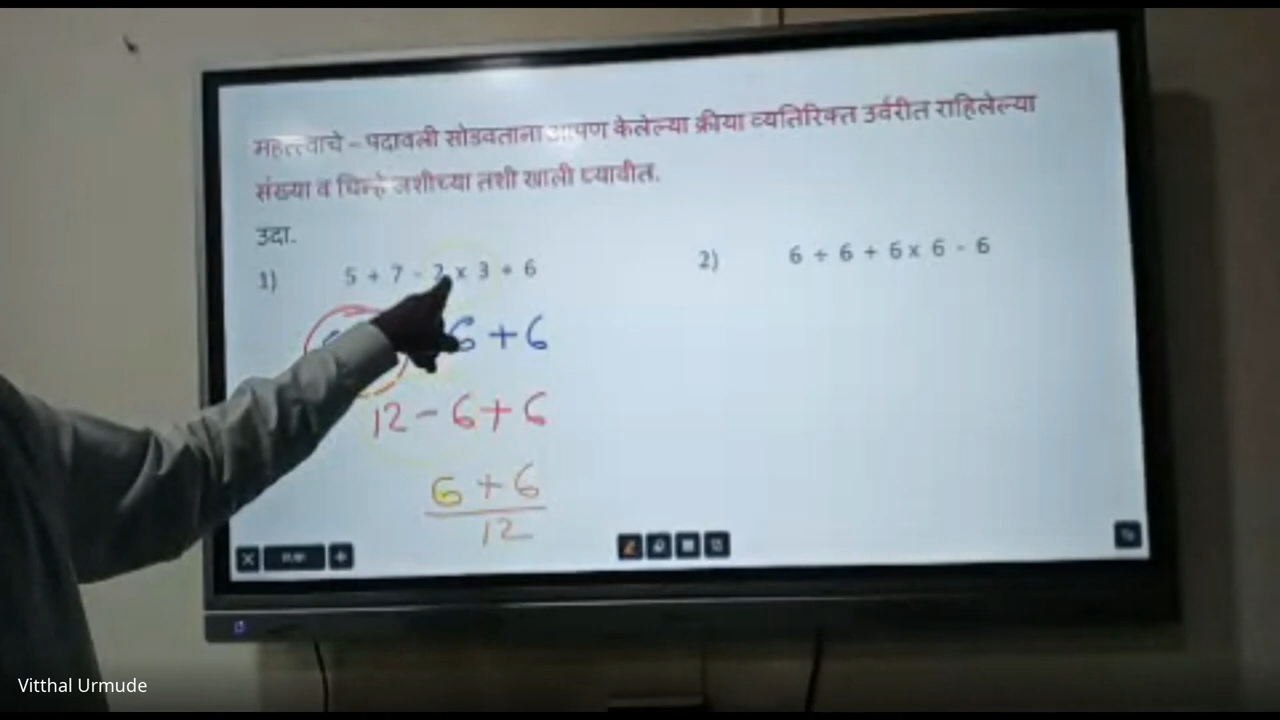 महत्त्वाचे – पदावली सोडवताना आपण केलेल्या क्रीया व्यतिरिक्त उर्वरीत राहिलेल्या
संख्या व चिन्हे जशीच्या तशी खाली घ्यावीत.
उदा.
1) 5 + 7 - 2 x 3 + 6
6 + 6
12 - 6 + 6
6 + 6
12
2) 6 ÷ 6 + 6 x 6 - 6
Vitthal Urmude